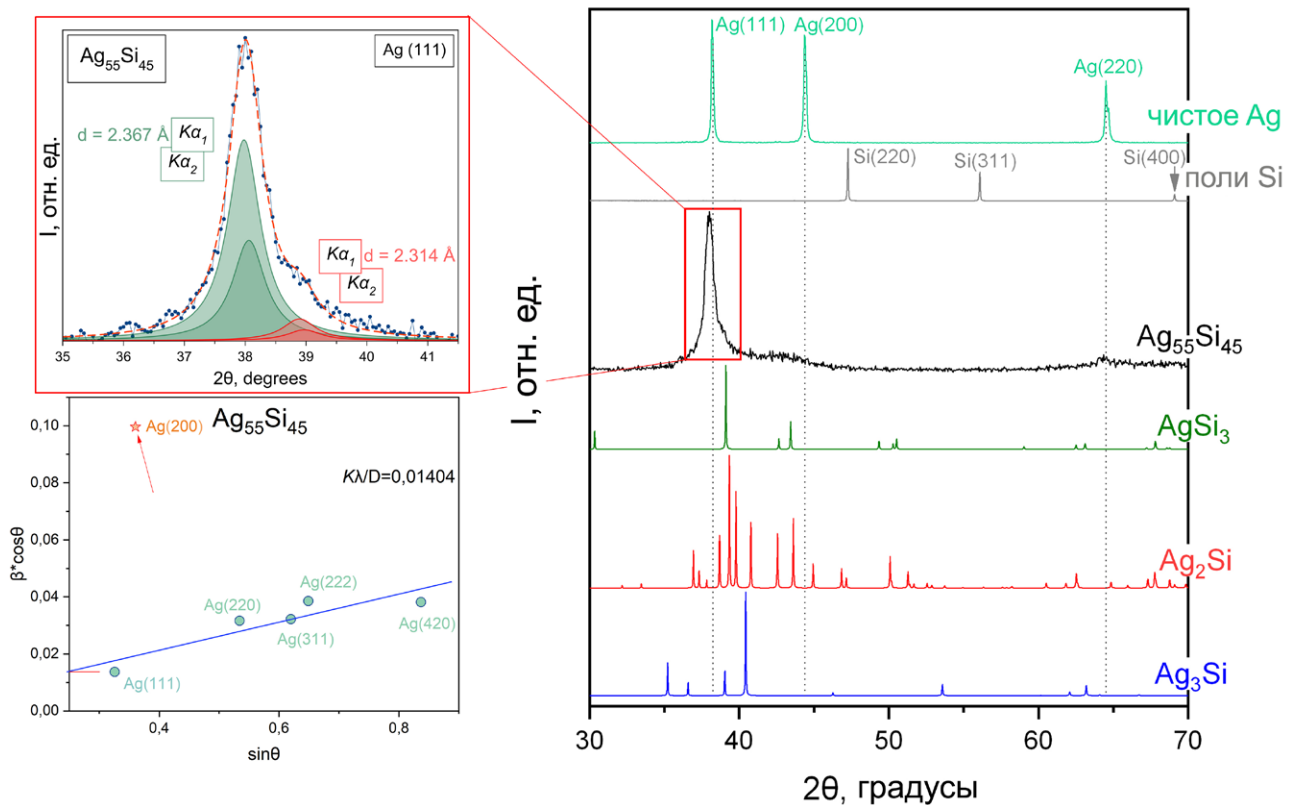 Ag₅₅Si₄₅
Ag (111)
d = 2.367 Å
Kα₁
Kα₂
Kα₁
d = 2.314 Å
Kα₂
I, отн. ед.
35 36 37 38 39 40 41
2θ, degrees
Ag₅₅Si₄₅
Ag(200)
Kλ/D=0,01404
Ag(222)
Ag(220)
Ag(311)
Ag(420)
Ag(111)
β*cosθ
0,10
0,08
0,06
0,04
0,02
0,00
0,4 0,6 0,8
sinθ
Ag(111)
Ag(200)
Ag(220)
чистое Ag
Si(220)
Si(311)
Si(400)
поли Si
Ag₅₅Si₄₅
AgSi₃
Ag₂Si
Ag₃Si
I, отн. ед.
30 40 50 60 70
2θ, градусы